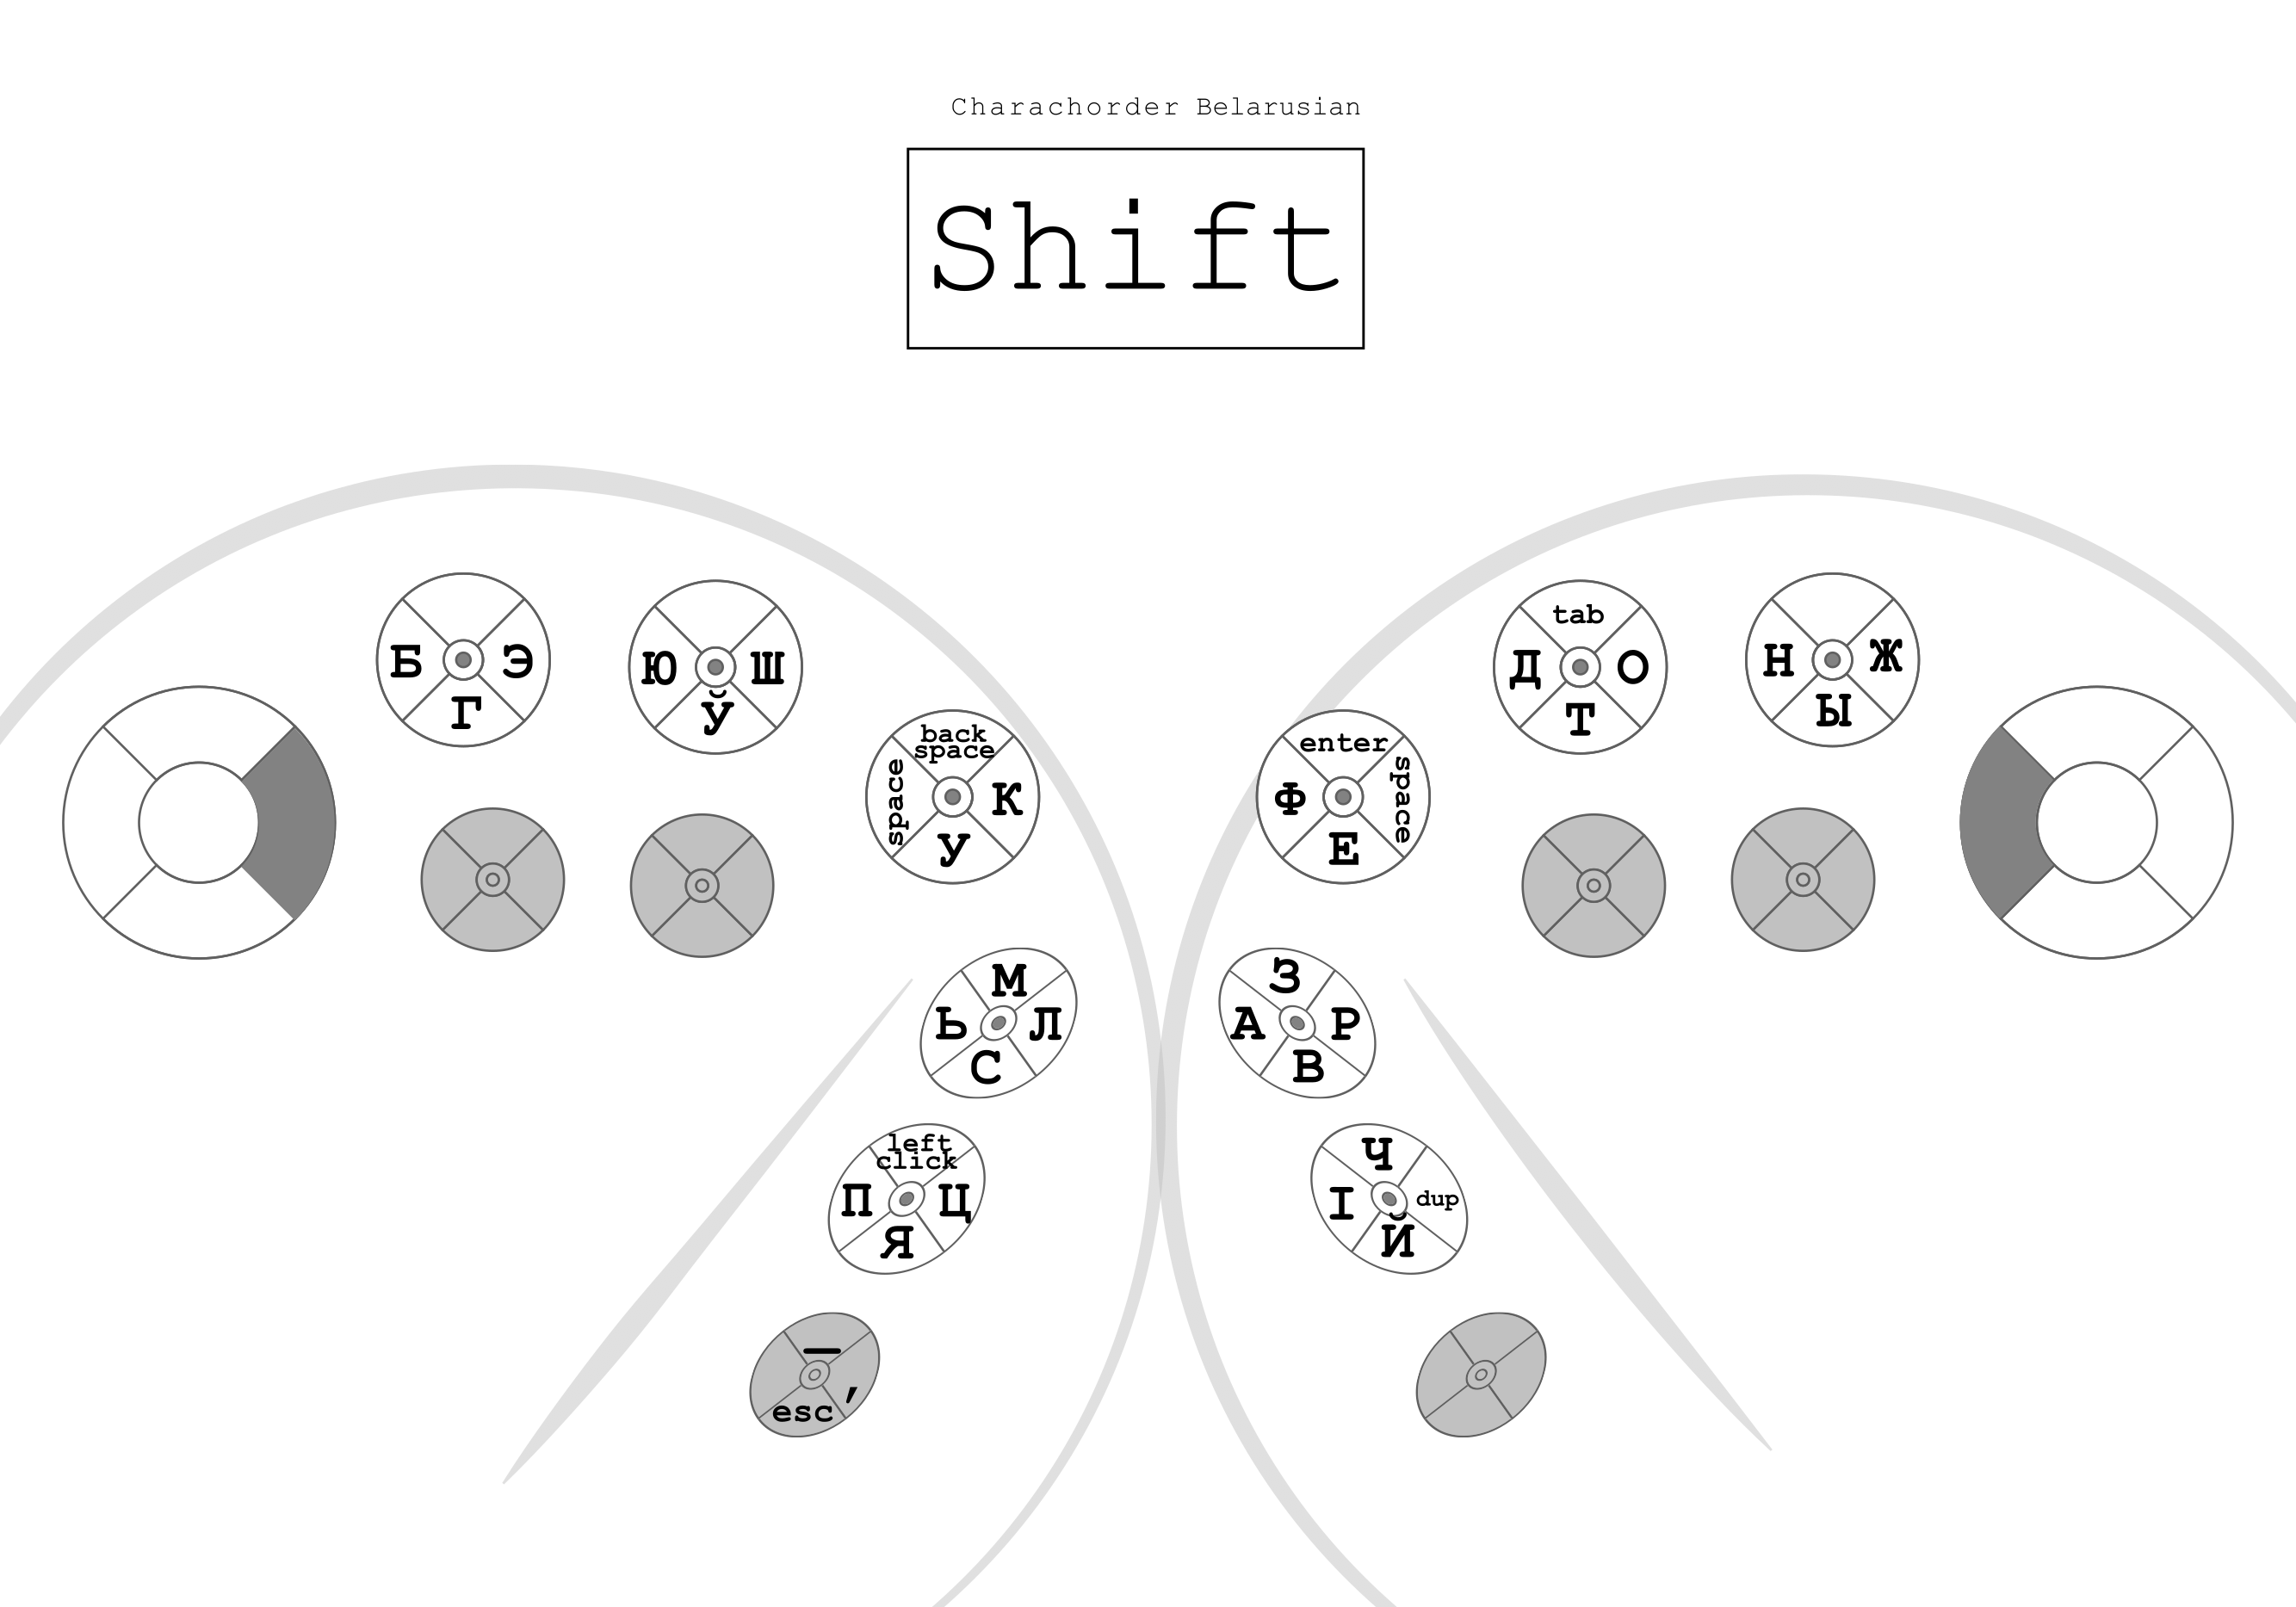 Charachorder Belarusian
Shift
Б Э
Г
Ю Ш
Ў
back
space
space К
У
enter
Ф space
Е
tab
Д О
Т
Н Ж
Ы
М
Ь Л
С
З
А Р
В
left
click
П Ц
Я
Ч
І dup
Й
—
esc '